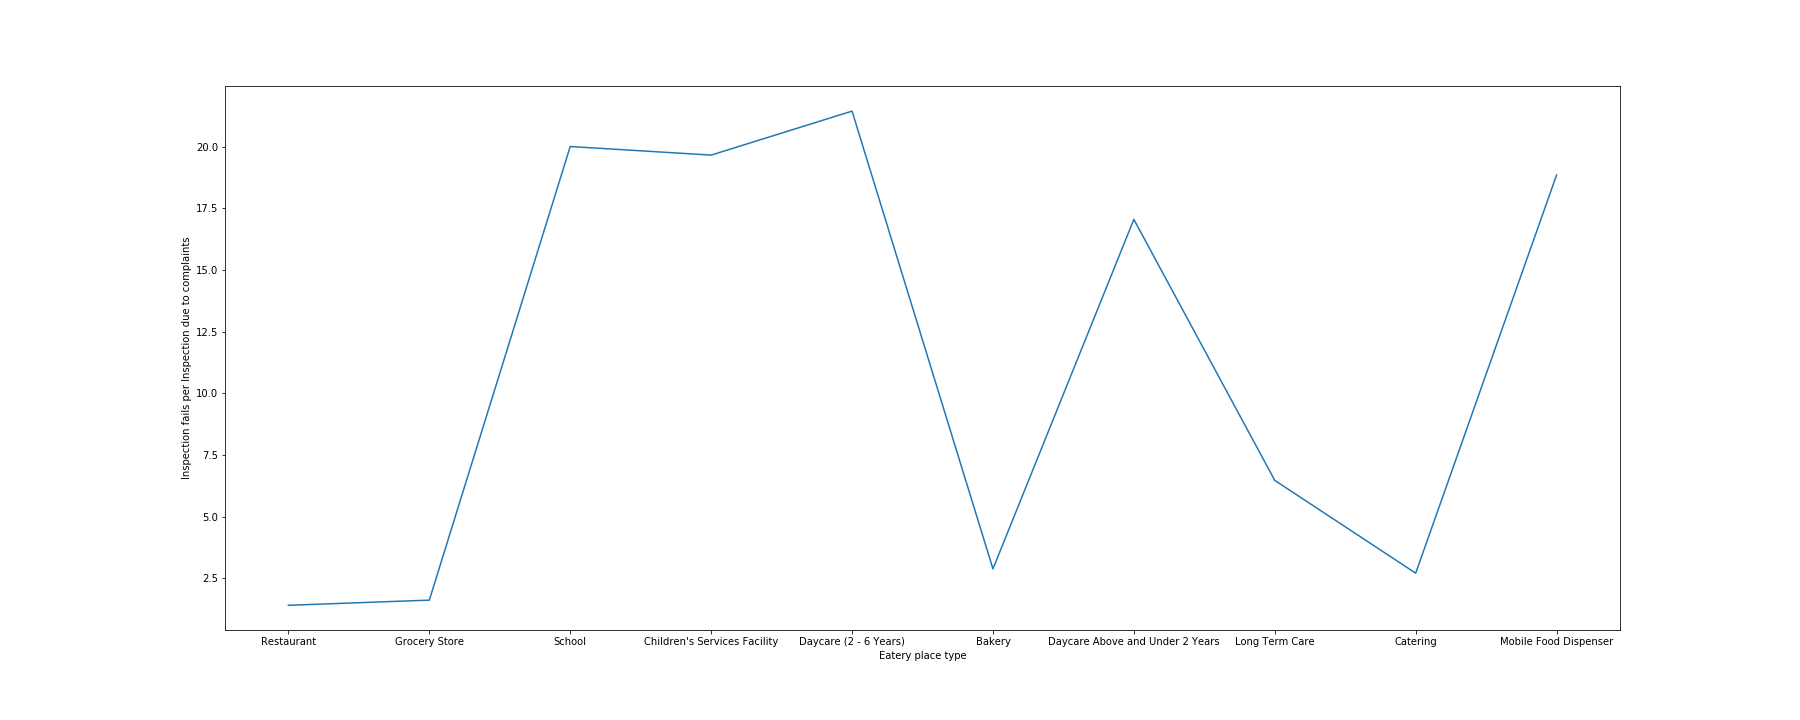 Inspection fails per Inspection due to complaints
20.0
17.5
15.0
12.5
10.0
7.5
5.0
2.5
Restaurant Grocery Store School Children's Services Facility Daycare (2 - 6 Years) Bakery Daycare Above and Under 2 Years Long Term Care Catering Mobile Food Dispenser
Eatery place type